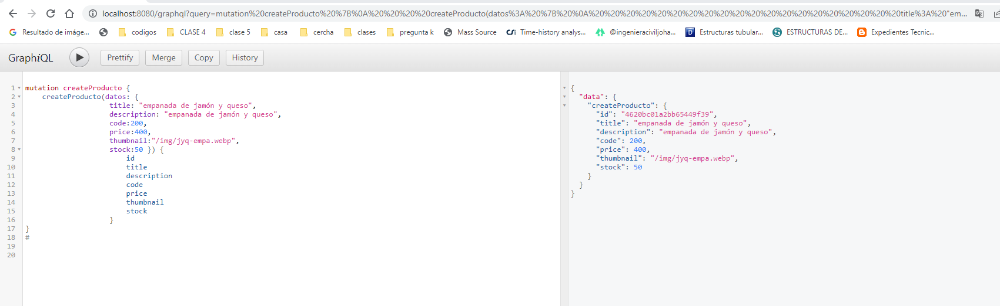 localhost:8080/graphql?query=mutation%20createProducto%20%7B%0A%20%20%20%20createProducto(datos%3A%20%7B%20%0A%20%20%20%20%20%20%20%20%20%20%20%20%20%20%20%20%20%20%20%20title%3A%20"em...
Resultado de imáge... codigos CLASE 4 clase 5 casa cercha clases pregunta k Mass Source CSi Time-history analys... @ingenieraciviljoha... D Estructuras tubular... ESTRUCTURAS DE... Expedientes Tecnic...
GraphiQL Prettify Merge Copy History
1 mutation createProducto {
2 createProducto(datos: {
3 title: "empanada de jamón y queso",
4 description: "empanada de jamón y queso",
5 code:200,
6 price:400,
7 thumbnail:"/img/jyq-empa.webp",
8 stock:50 }) {
9 id
10 title
11 description
12 code
13 price
14 thumbnail
15 stock
16 }
17 }
18 #
19
20
{
"data": {
"createProducto": {
"id": "4620bc01a2bb65449f39",
"title": "empanada de jamón y queso",
"description": "empanada de jamón y queso",
"code": 200,
"price": 400,
"thumbnail": "/img/jyq-empa.webp",
"stock": 50
}
}
}